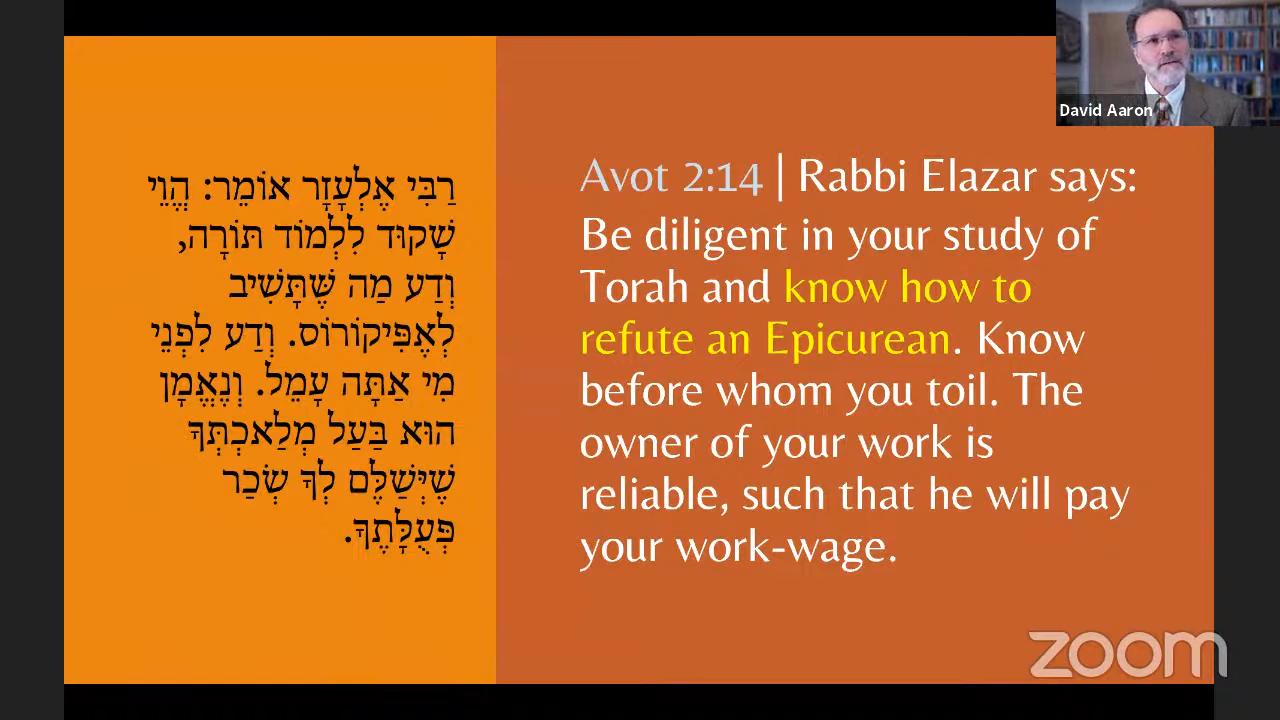 David Aaron
רַבִּי אֶלְעָזָר אוֹמֵר: הֱוֵי
שָׁקוּד לִלְמוֹד תּוֹרָה,
וְדַע מַה שֶּׁתָּשִׁיב
לְאֶפִּיקוֹרוֹס. וְדַע לִפְנֵי
מִי אַתָּה עָמֵל. וְנֶאֱמָן
הוּא בַּעַל מְלַאכְתְּךָ
שֶׁיְּשַׁלֵּם לְךָ שְׂכַר
פְּעֻלָּתֶךָ.
Avot 2:14 | Rabbi Elazar says:
Be diligent in your study of
Torah and know how to
refute an Epicurean. Know
before whom you toil. The
owner of your work is
reliable, such that he will pay
your work-wage.
zoom